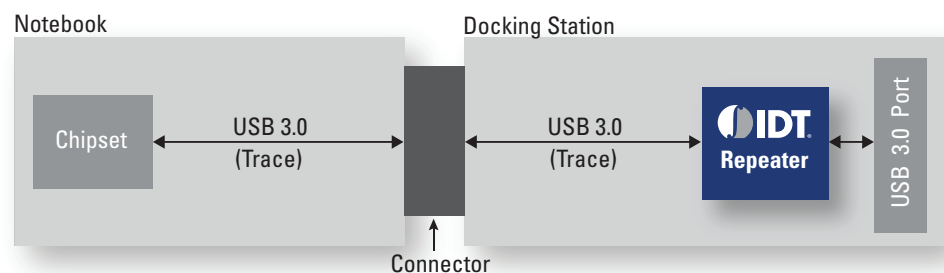 Notebook
Docking Station
Chipset
USB 3.0
(Trace)
USB 3.0
(Trace)
IDT.
Repeater
USB 3.0 Port
Connector